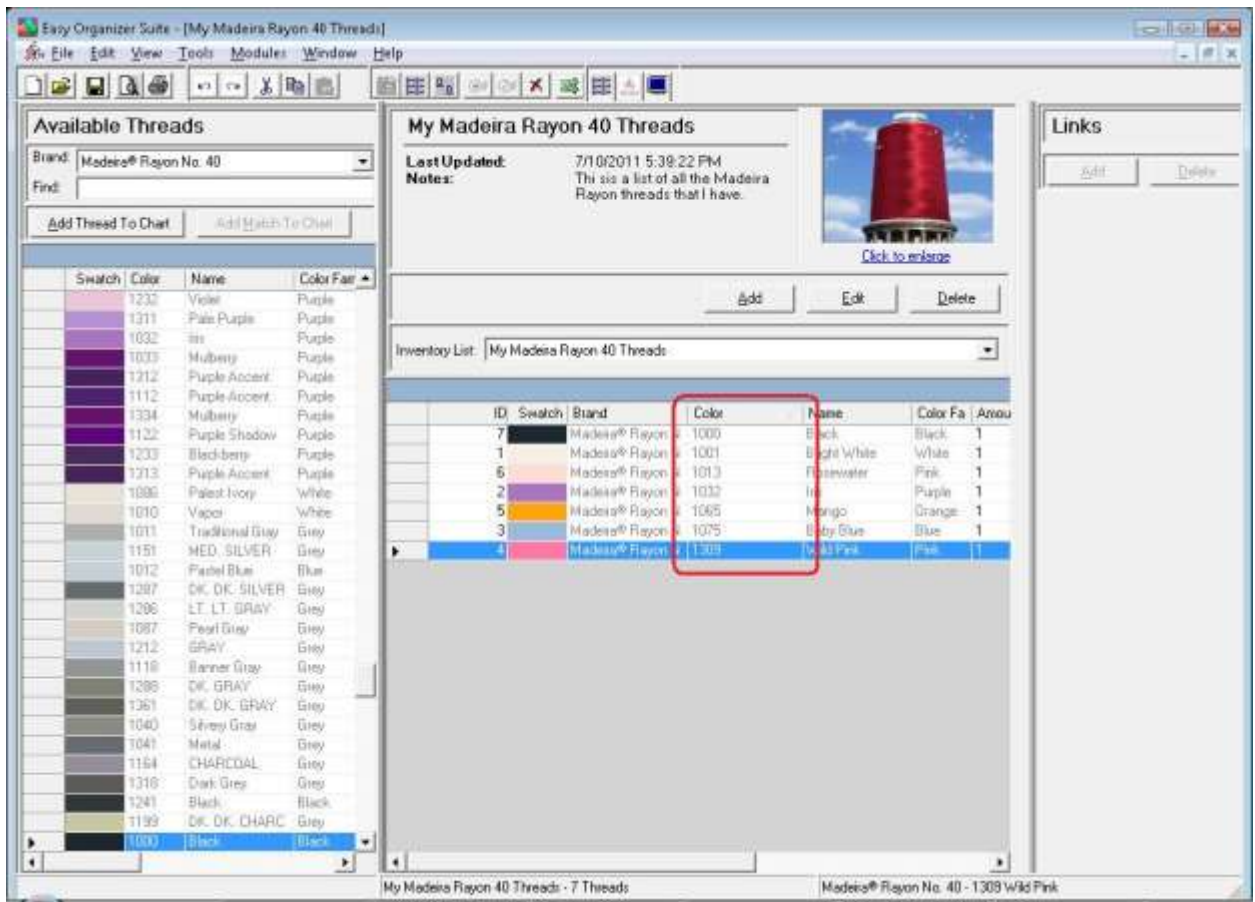 Easy Organizer Suite - [My Madeira Rayon 40 Threads]
File Edit View Tools Modules Window Help
Available Threads
Brand: Madeira® Rayon No. 40
Find:
Add Thread To Chart Add Match To Chart
Swatch Color Name Color Fam
1232 Violet Purple
1311 Pale Purple Purple
1032 Iris Purple
1033 Mulberry Purple
1312 Purple Accent Purple
1112 Purple Accent Purple
1334 Mulberry Purple
1122 Purple Shadow Purple
1233 Blackberry Purple
1313 Purple Accent Purple
1086 Palest Ivory White
1010 Vapor White
1011 Traditional Gray Grey
1151 MED. SILVER Grey
1012 Pastel Blue Blue
1287 DK. DK. SILVER Grey
1286 LT. LT. GRAY Grey
1087 Pearl Gray Grey
1212 GRAY Grey
1118 Banner Gray Grey
1288 DK. GRAY Grey
1361 DK. DK. GRAY Grey
1040 Silvery Gray Grey
1041 Metal Grey
1164 CHARCOAL Grey
1318 Dark Grey Grey
1241 Black Black
1199 DK. DK. CHARC Grey
1000 Black Black
My Madeira Rayon 40 Threads
Last Updated: 7/10/2011 5:39:22 PM
Notes: Thi sis a list of all the Madeira
Rayon threads that I have.
Click to enlarge
Add Edit Delete
Inventory List: My Madeira Rayon 40 Threads
ID Swatch Brand Color Name Color Fa Amou
7 Madeira® Rayon N 1000 Black Black 1
1 Madeira® Rayon N 1001 Bright White White 1
6 Madeira® Rayon N 1013 Rosewater Pink 1
2 Madeira® Rayon N 1032 Iris Purple 1
5 Madeira® Rayon N 1065 Mango Orange 1
3 Madeira® Rayon N 1075 Baby Blue Blue 1
4 Madeira® Rayon N 1309 Wild Pink Pink 1
Links
Add Delete
My Madeira Rayon 40 Threads - 7 Threads
Madeira® Rayon No. 40 - 1309 Wild Pink